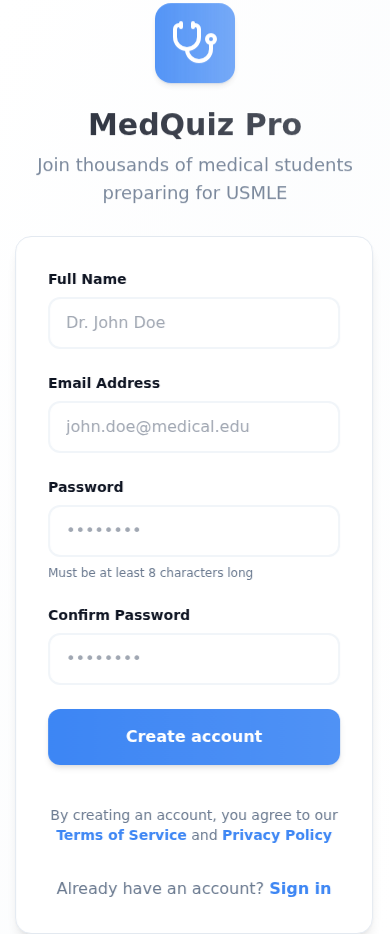 MedQuiz Pro
Join thousands of medical students
preparing for USMLE
Full Name
Dr. John Doe
Email Address
john.doe@medical.edu
Password
••••••••
Must be at least 8 characters long
Confirm Password
••••••••
Create account
By creating an account, you agree to our
Terms of Service and Privacy Policy
Already have an account? Sign in